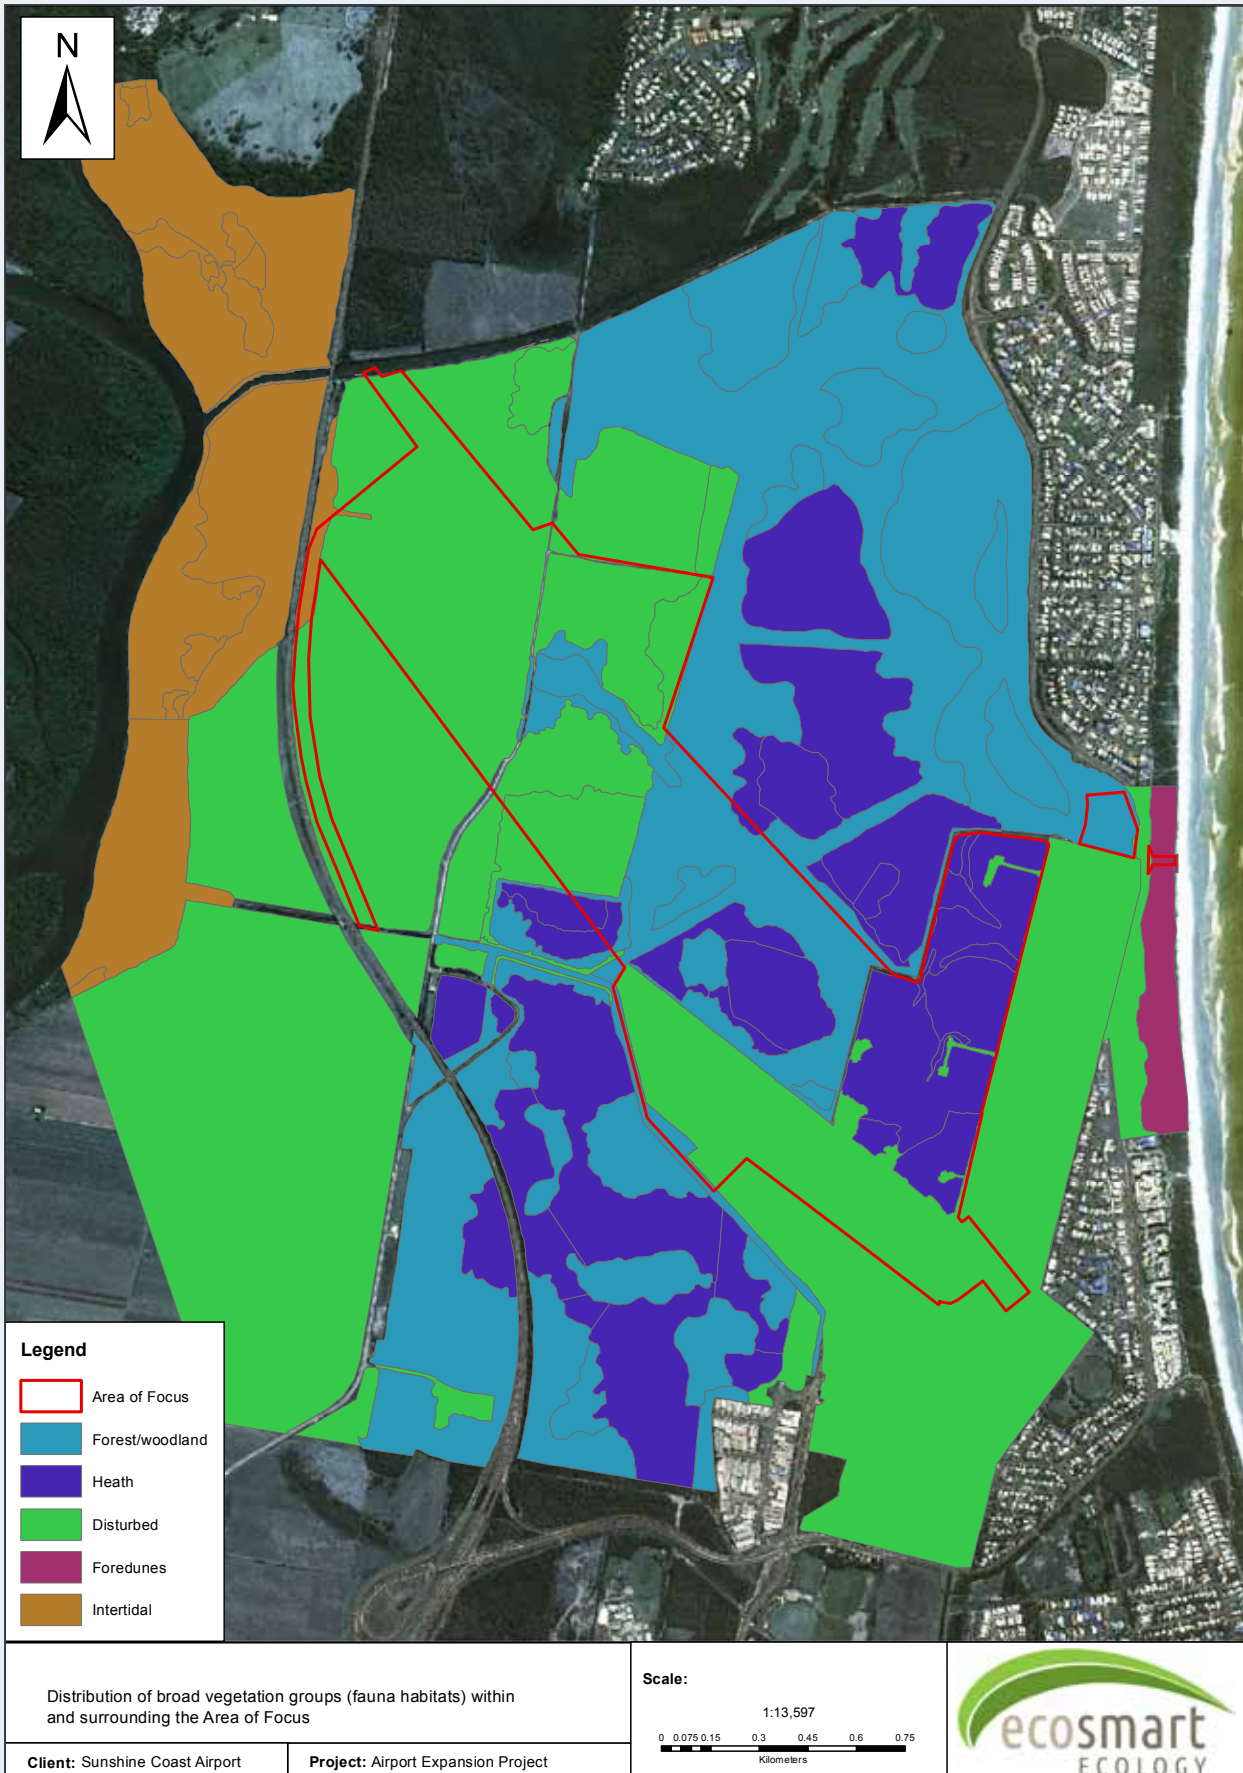 N
Legend
Area of Focus
Forest/woodland
Heath
Disturbed
Foredunes
Intertidal
Distribution of broad vegetation groups (fauna habitats) within
and surrounding the Area of Focus
Client: Sunshine Coast Airport
Project: Airport Expansion Project
Scale:
1:13,597
0 0.075 0.15 0.3 0.45 0.6 0.75
Kilometers
ecosmart
ECOLOGY